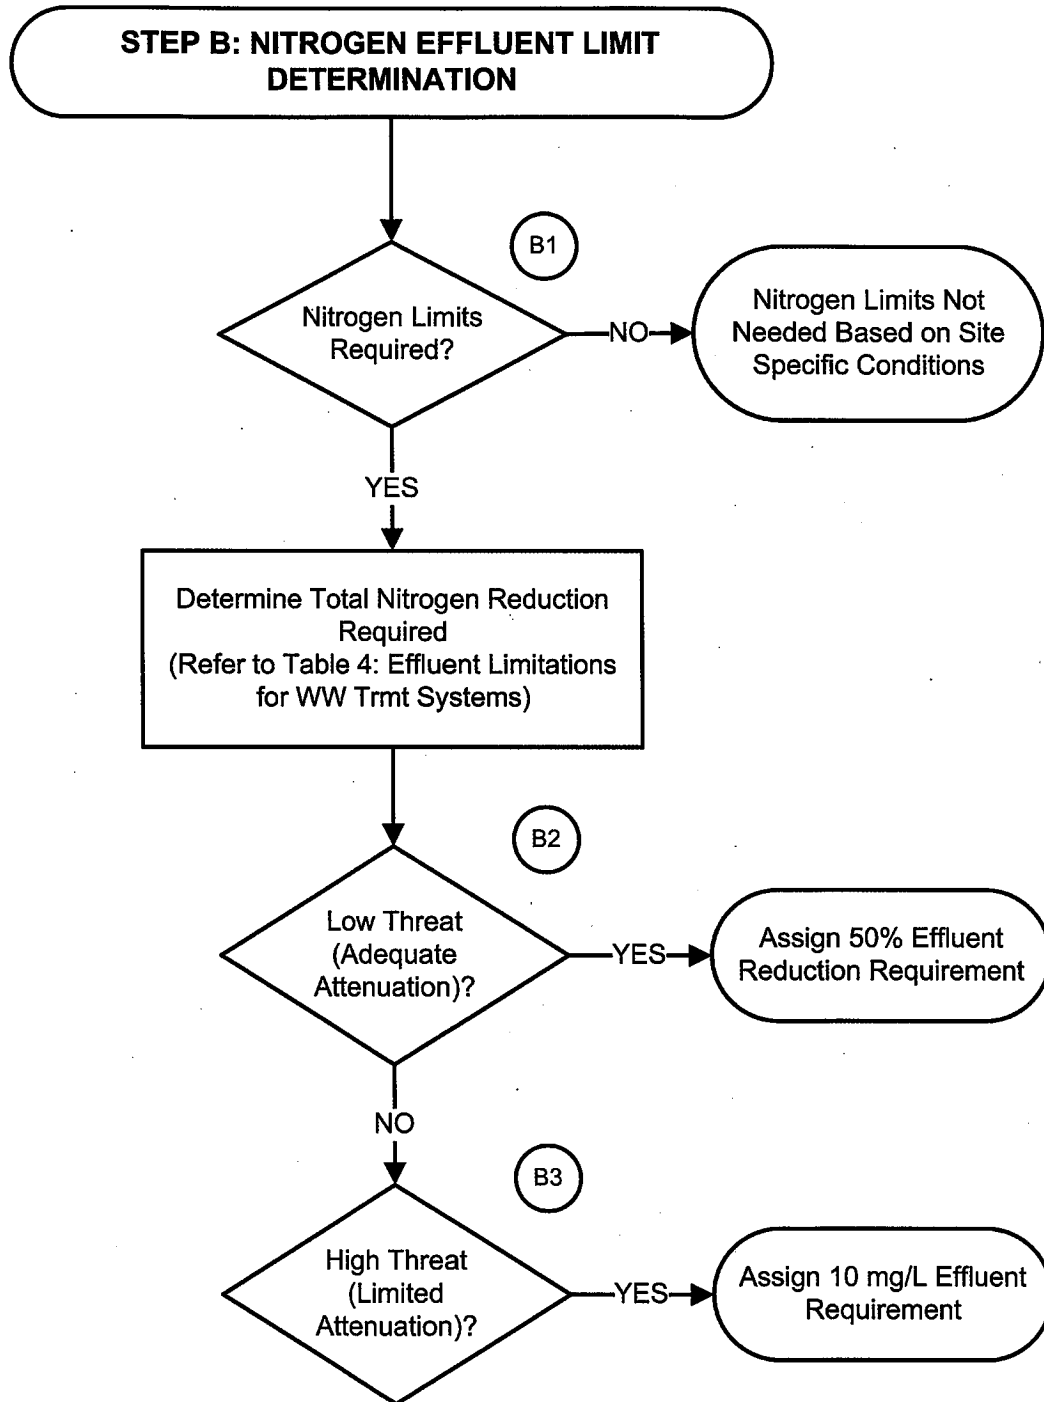 STEP B: NITROGEN EFFLUENT LIMIT
DETERMINATION
B1
Nitrogen Limits
Required?
NO
Nitrogen Limits Not
Needed Based on Site
Specific Conditions
YES
Determine Total Nitrogen Reduction
Required
(Refer to Table 4: Effluent Limitations
for WW Trmt Systems)
B2
Low Threat
(Adequate
Attenuation)?
YES
Assign 50% Effluent
Reduction Requirement
NO
B3
High Threat
(Limited
Attenuation)?
YES
Assign 10 mg/L Effluent
Requirement